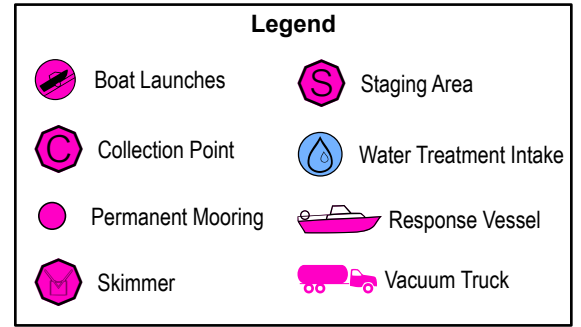 Legend
Boat Launches
S Staging Area
C Collection Point
Water Treatment Intake
Permanent Mooring
Response Vessel
Skimmer
Vacuum Truck